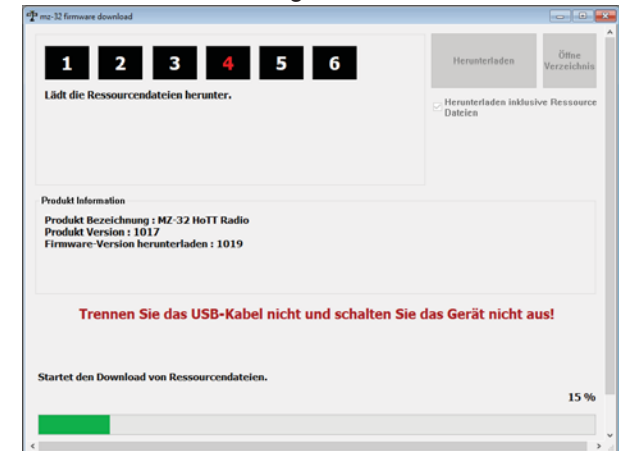 mz-32 firmware download
1 2 3 4 5 6
Lädt die Ressourcendateien herunter.
Herunterladen
Öffne
Verzeichnis
Herunterladen inklusive Ressource
Dateien
Produkt Information
Produkt Bezeichnung : MZ-32 HoTT Radio
Produkt Version : 1017
Firmware-Version herunterladen : 1019
Trennen Sie das USB-Kabel nicht und schalten Sie das Gerät nicht aus!
Startet den Download von Ressourcendateien.
15 %